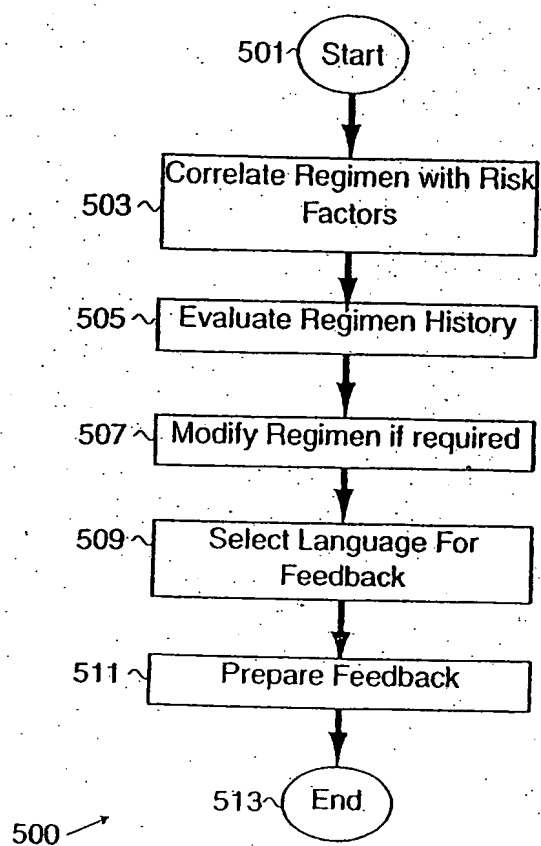 501 Start
Correlate Regimen with Risk
503 Factors
505 Evaluate Regimen History
507 Modify Regimen if required
509 Select Language For
Feedback
511 Prepare Feedback
513 End
500